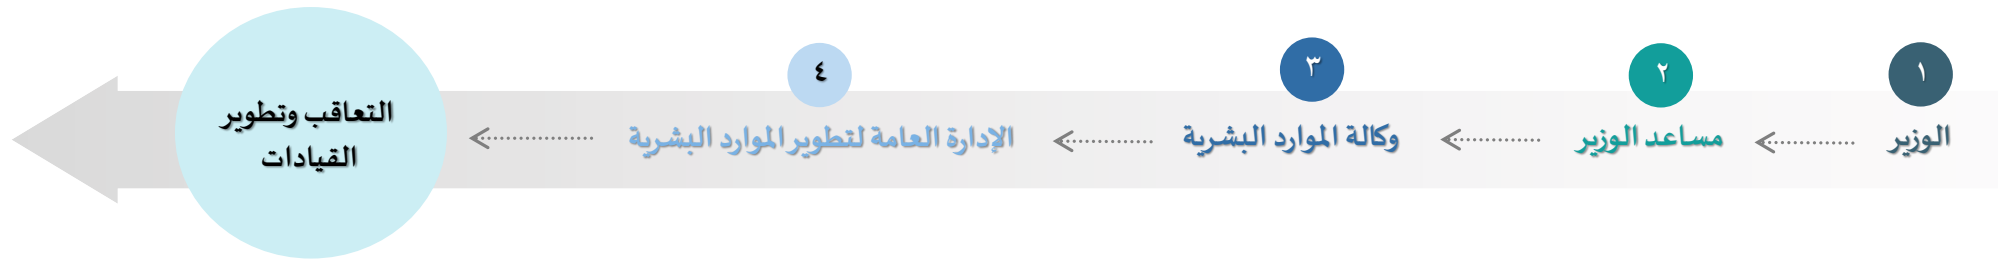 ١
الوزير
٢
مساعد الوزير
٣
وكالة الموارد البشرية
٤
الإدارة العامة لتطوير الموارد البشرية
التعاقب وتطوير
القيادات